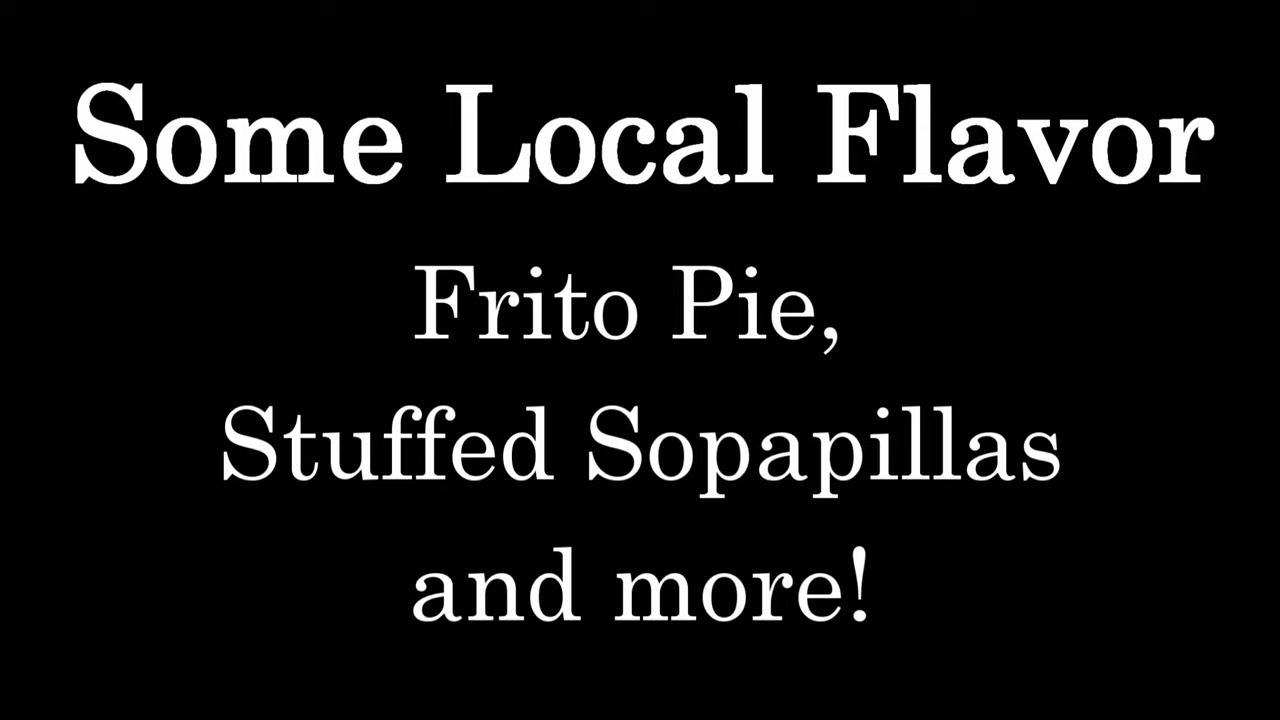 Some Local Flavor
Frito Pie,
Stuffed Sopapillas
and more!